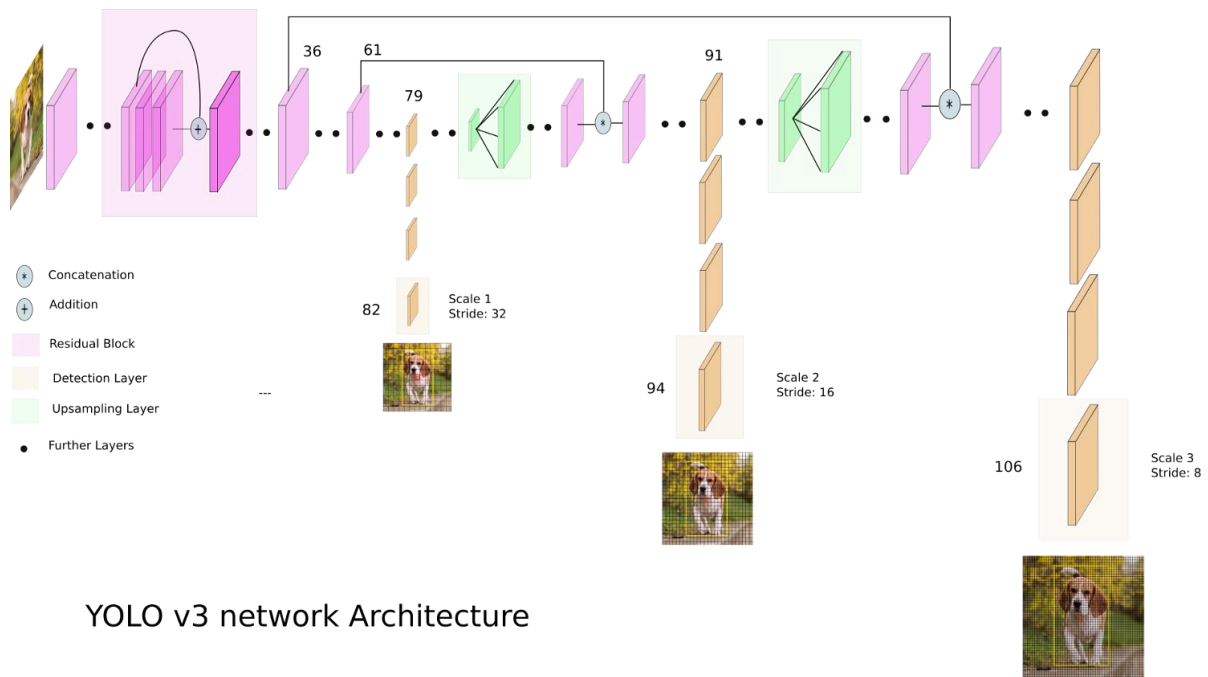 36
61
91
79
*
*
+
* Concatenation
+ Addition
82
Scale 1
Stride: 32
Residual Block
Detection Layer
---
Upsampling Layer
94
Scale 2
Stride: 16
Further Layers
106
Scale 3
Stride: 8
YOLO v3 network Architecture